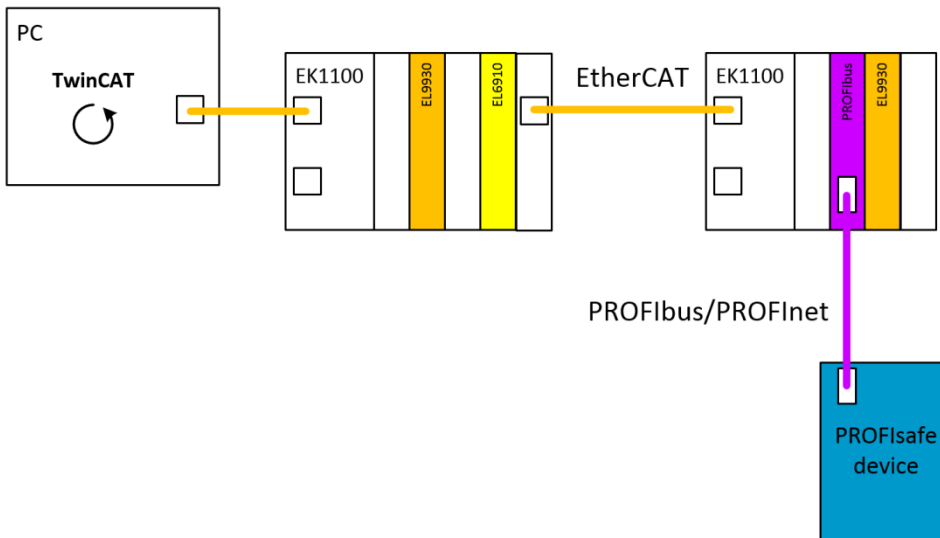 PC
TwinCAT
EK1100
EL9930
EL6910
EtherCAT
EK1100
PROFIbus
EL9930
PROFIbus/PROFInet
PROFIsafe
device